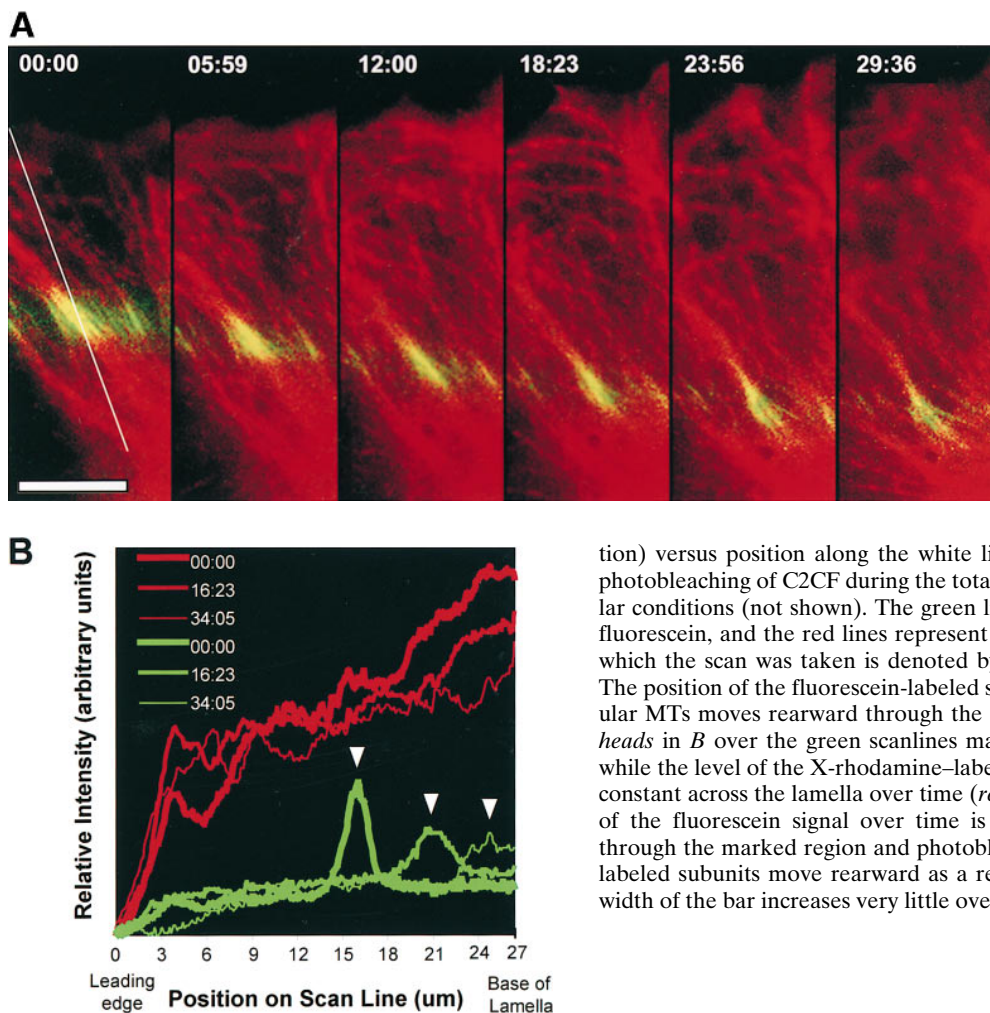 A
00:00 05:59 12:00 18:23 23:56 29:36
B
Relative Intensity (arbitrary units)
00:00
16:23
34:05
00:00
16:23
34:05
0 3 6 9 12 15 18 21 24 27
Leading edge
Position on Scan Line (um)
Base of Lamella
tion) versus position along the white li
photobleaching of C2CF during the tota
lar conditions (not shown). The green l
fluorescein, and the red lines represent
which the scan was taken is denoted by
The position of the fluorescein-labeled s
ular MTs moves rearward through the
heads in B over the green scanlines ma
while the level of the X-rhodamine–labe
constant across the lamella over time (re
of the fluorescein signal over time is
through the marked region and photobl
labeled subunits move rearward as a re
width of the bar increases very little over